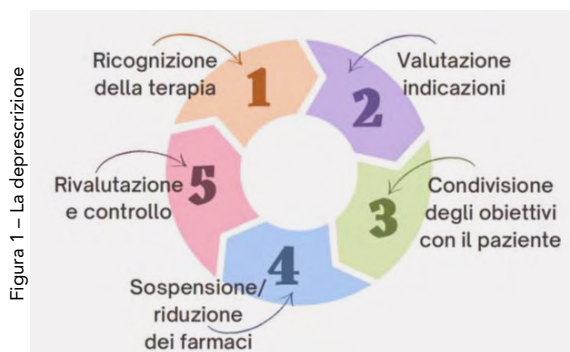 Figura 1 – La deprescrizione
1
Ricognizione
della terapia
2
Valutazione
indicazioni
3
Condivisione
degli obiettivi
con il paziente
4
Sospensione/
riduzione
dei farmaci
5
Rivalutazione
e controllo